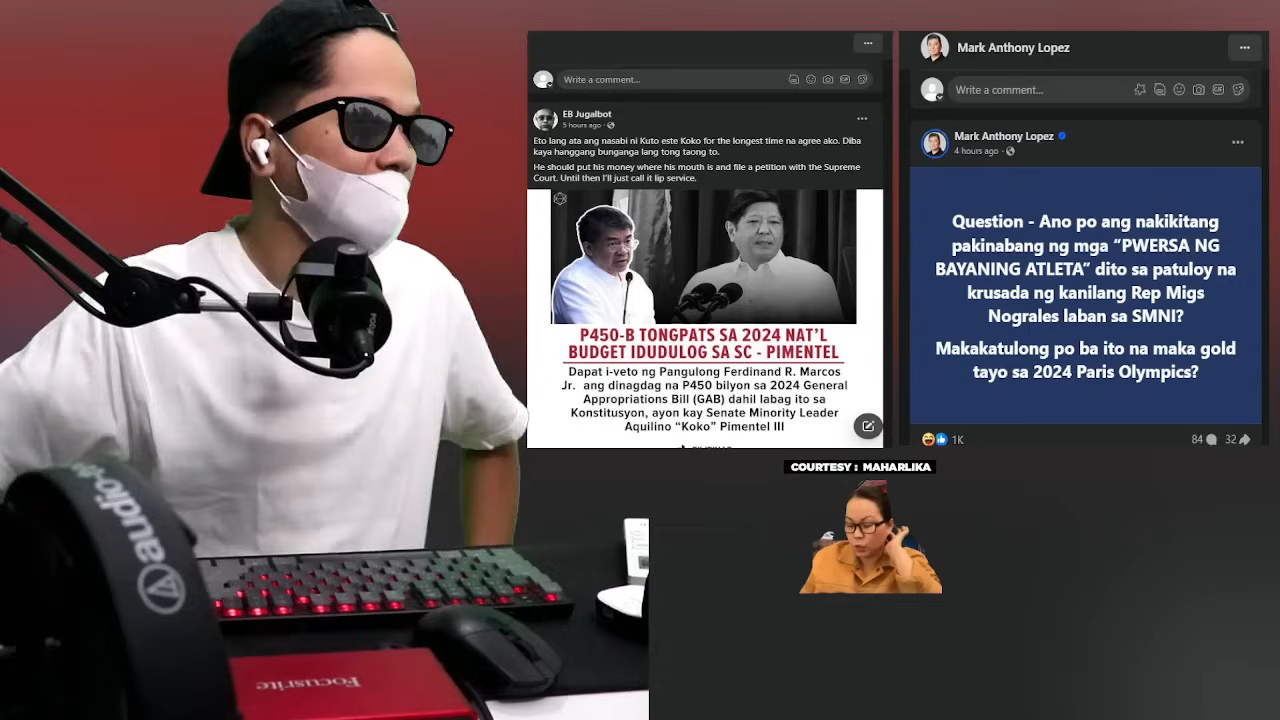 Write a comment...
EB Jugalbot
5 hours ago
Eto lang ata ang nasabi ni Kuto este Koko for the longest time na agree ako. Diba
kaya hanggang bunganga lang tong taong to.
He should put his money where his mouth is and file a petition with the Supreme
Court. Until then I'll just call it lip service.
P450-B TONGPATS SA 2024 NAT'L
BUDGET IDUDULOG SA SC - PIMENTEL
Dapat i-veto ng Pangulong Ferdinand R. Marcos
Jr. ang dinagdag na P450 bilyon sa 2024 General
Appropriations Bill (GAB) dahil labag ito sa
Konstitusyon, ayon kay Senate Minority Leader
Aquilino “Koko” Pimentel III
Mark Anthony Lopez
Write a comment...
Mark Anthony Lopez
4 hours ago
Question - Ano po ang nakikitang
pakinabang ng mga “PWERSA NG
BAYANING ATLETA” dito sa patuloy na
krusada ng kanilang Rep Migs
Nograles laban sa SMNI?
Makakatulong po ba ito na maka gold
tayo sa 2024 Paris Olympics?
1K
84
32
COURTESY : MAHARLIKA
audio-te
Focusrite